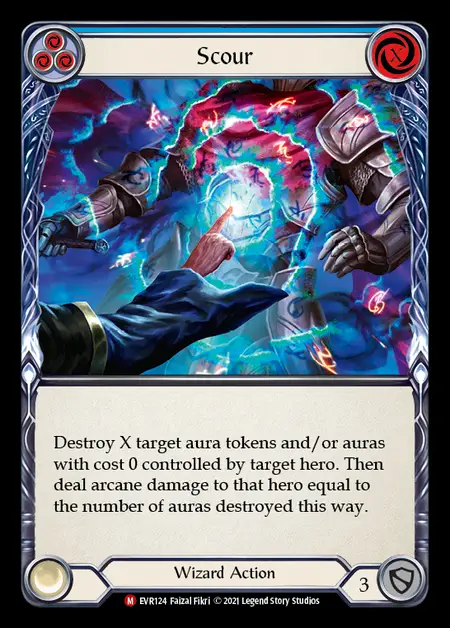 Scour
X
Destroy X target aura tokens and/or auras
with cost 0 controlled by target hero. Then
deal arcane damage to that hero equal to
the number of auras destroyed this way.
Wizard Action
3
M EVR124 Faizal Fikri © 2021 Legend Story Studios